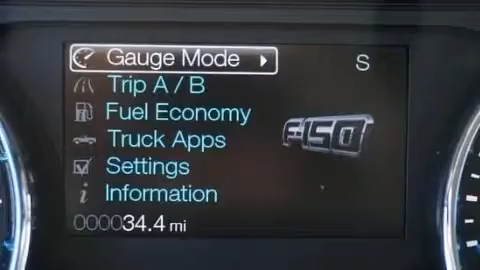 Gauge Mode
S
Trip A / B
Fuel Economy
F-150
Truck Apps
Settings
i Information
000034.4 mi